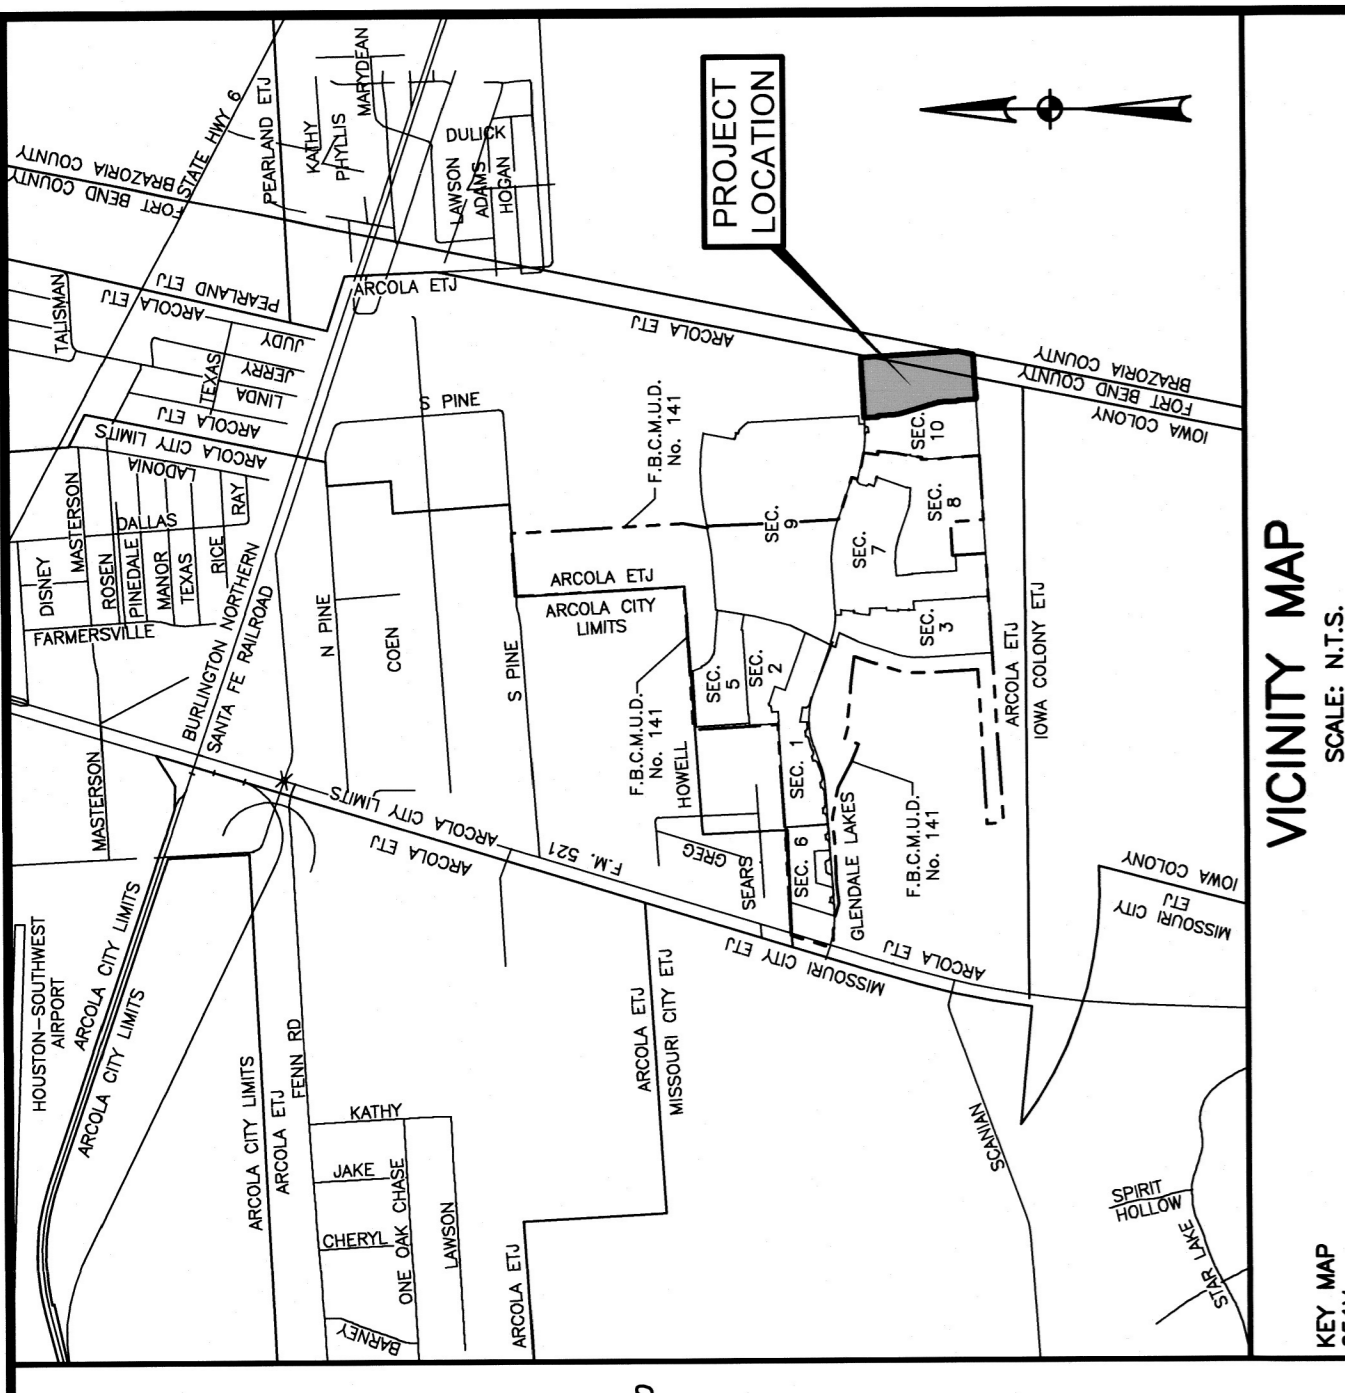 VICINITY MAP
SCALE: N.T.S.
KEY MAP
PROJECT
LOCATION
HOUSTON-SOUTHWEST
AIRPORT
ARCOLA CITY LIMITS
ARCOLA CITY LIMITS
MASTERSON
FARMERSVILLE
DISNEY
MASTERSON
ROSEN
PINEDALE
MANOR
TEXAS
RICE
RAY
DALLAS
LADONIA
ARCOLA CITY LIMITS
ARCOLA ETJ
LINDA
JERRY
JUDY
TEXAS
TALISMAN
ARCOLA ETJ
PEARLAND ETJ
FORT BEND COUNTY
BRAZORIA COUNTY
STATE HWY 6
PEARLAND ETJ
KATHY
PHYLLIS
MARYDEAN
DULICK
LAWSON
ADAMS
HOGAN
ARCOLA ETJ
BURLINGTON NORTHERN
SANTA FE RAILROAD
N PINE
COEN
S PINE
S PINE
ARCOLA ETJ
ARCOLA ETJ
ARCOLA CITY
LIMITS
F.B.C.M.U.D.
No. 141
F.B.C.M.U.D.
No. 141
F.B.C.M.U.D.
No. 141
HOWELL
GREG
SEARS
SEC.
5
SEC.
2
SEC. 1
SEC. 6
SEC.
9
SEC.
7
SEC.
3
SEC.
8
SEC.
10
GLENDALE LAKES
ARCOLA CITY LIMITS
ARCOLA ETJ
F.M. 521
MISSOURI CITY ETJ
ARCOLA ETJ
ARCOLA ETJ
IOWA COLONY ETJ
BRAZORIA COUNTY
FORT BEND COUNTY
IOWA COLONY
IOWA COLONY
ETJ
MISSOURI CITY
ARCOLA CITY LIMITS
ARCOLA ETJ
FENN RD
KATHY
JAKE
CHERYL
ONE OAK CHASE
LAWSON
BARNEY
ARCOLA ETJ
ARCOLA ETJ
MISSOURI CITY ETJ
SCANIAN
SPIRIT
HOLLOW
STAR LAKE